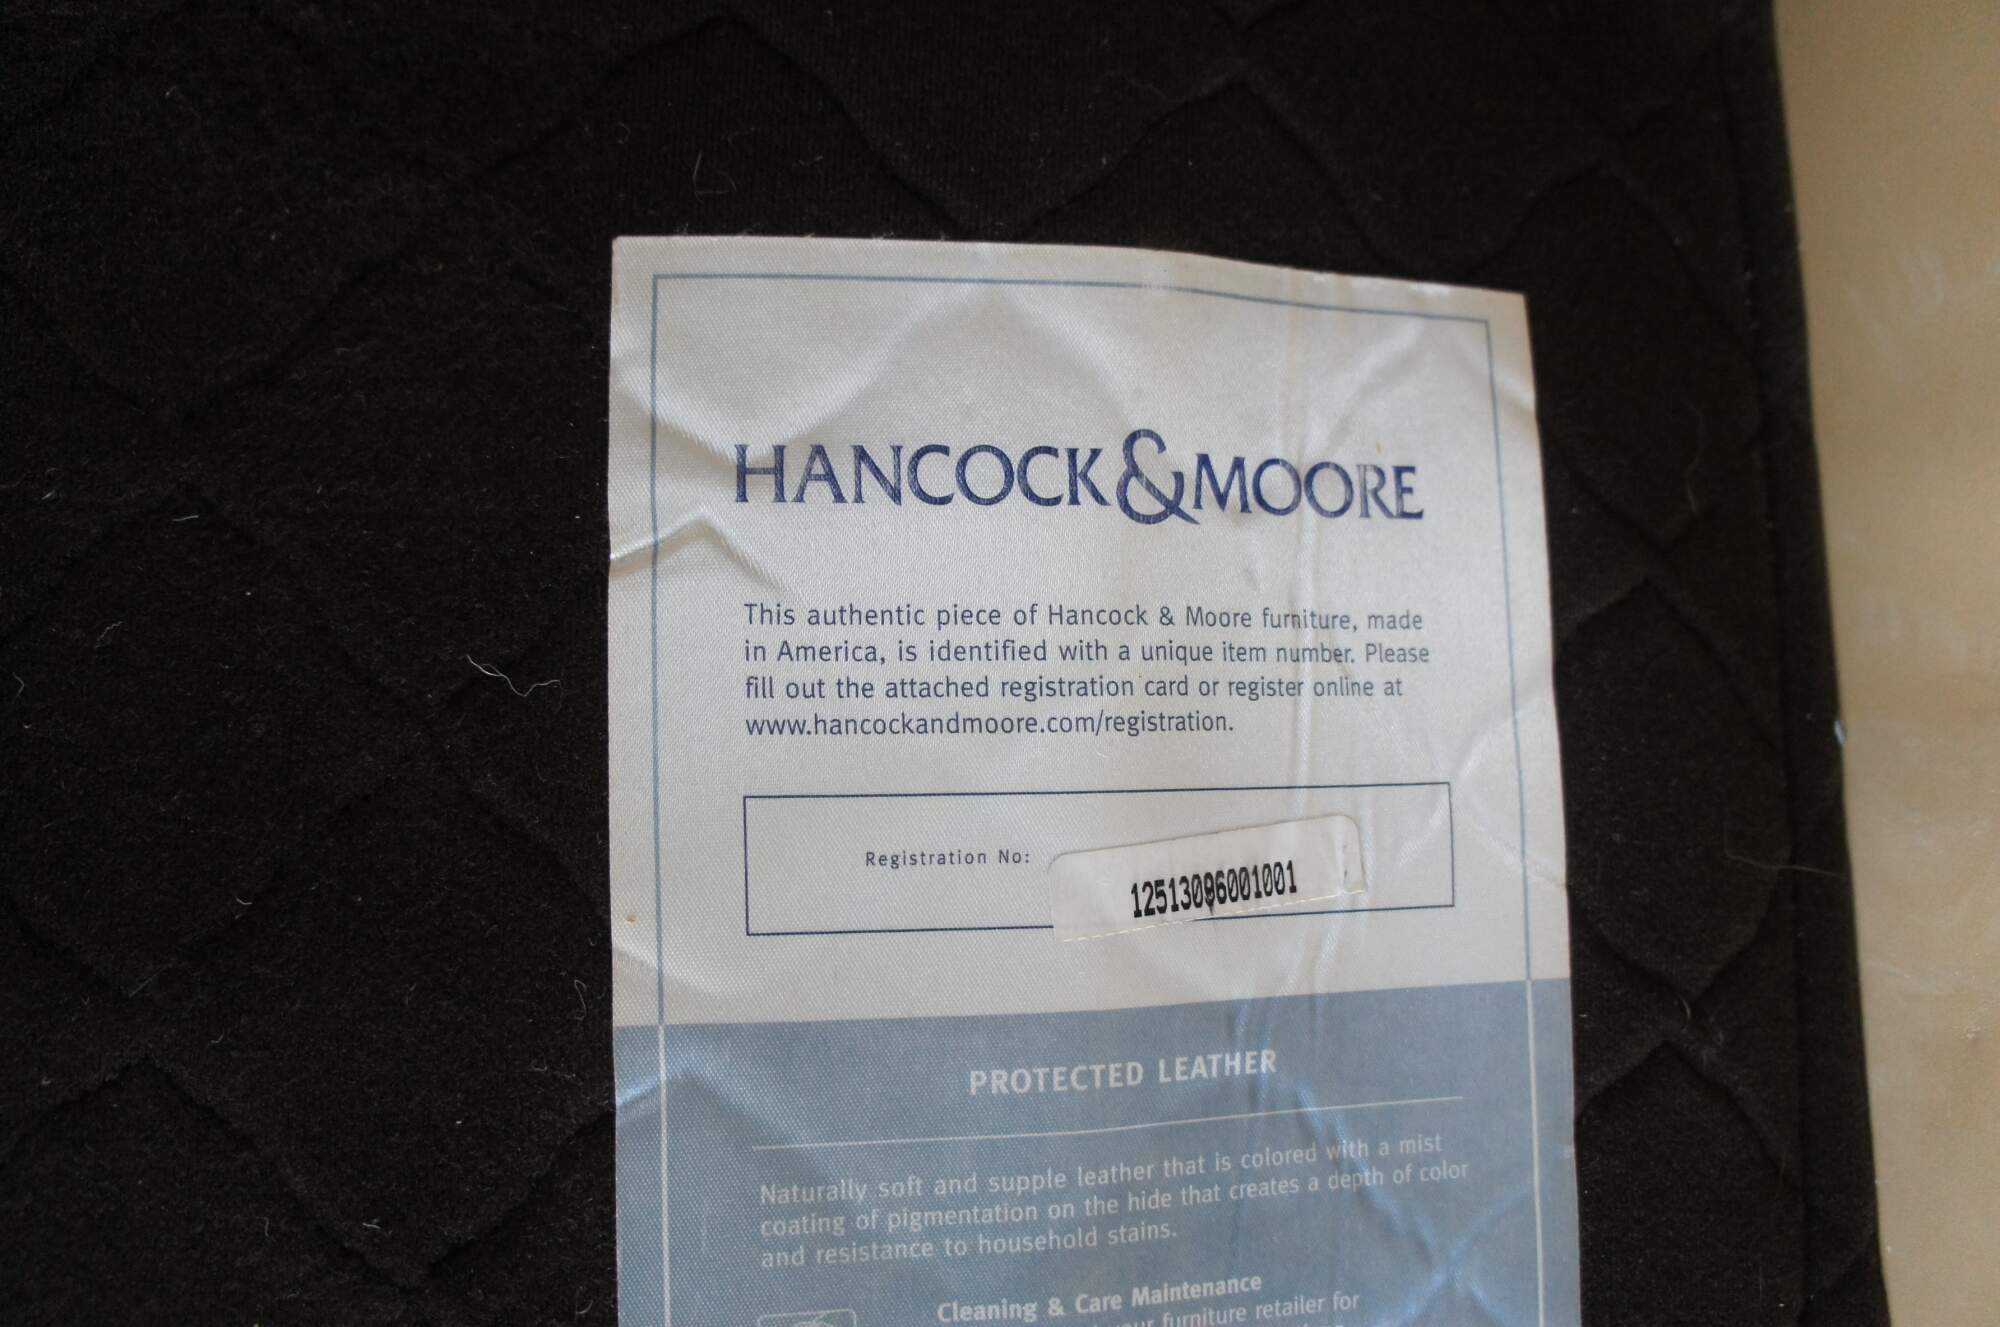 HANCOCK & MOORE
This authentic piece of Hancock & Moore furniture, made
in America, is identified with a unique item number. Please
fill out the attached registration card or register online at
www.hancockandmoore.com/registration.
Registration No:
12513096001001
PROTECTED LEATHER
Naturally soft and supple leather that is colored with a mist
coating of pigmentation on the hide that creates a depth of color
and resistance to household stains.
Cleaning & Care Maintenance
furniture retailer for